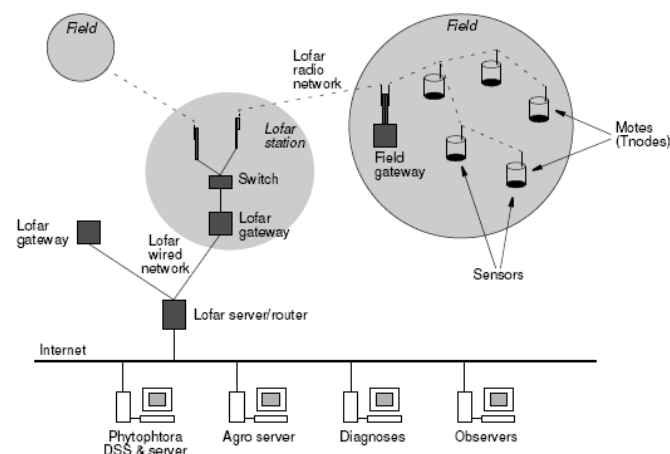 Field
Field
Lofar
radio
network
Lofar
station
Motes
(Tnodes)
Field
gateway
Switch
Lofar
gateway
Lofar
gateway
Lofar
wired
network
Sensors
Lofar server/router
Internet
Phytophtora
DSS & server
Agro server
Diagnoses
Observers